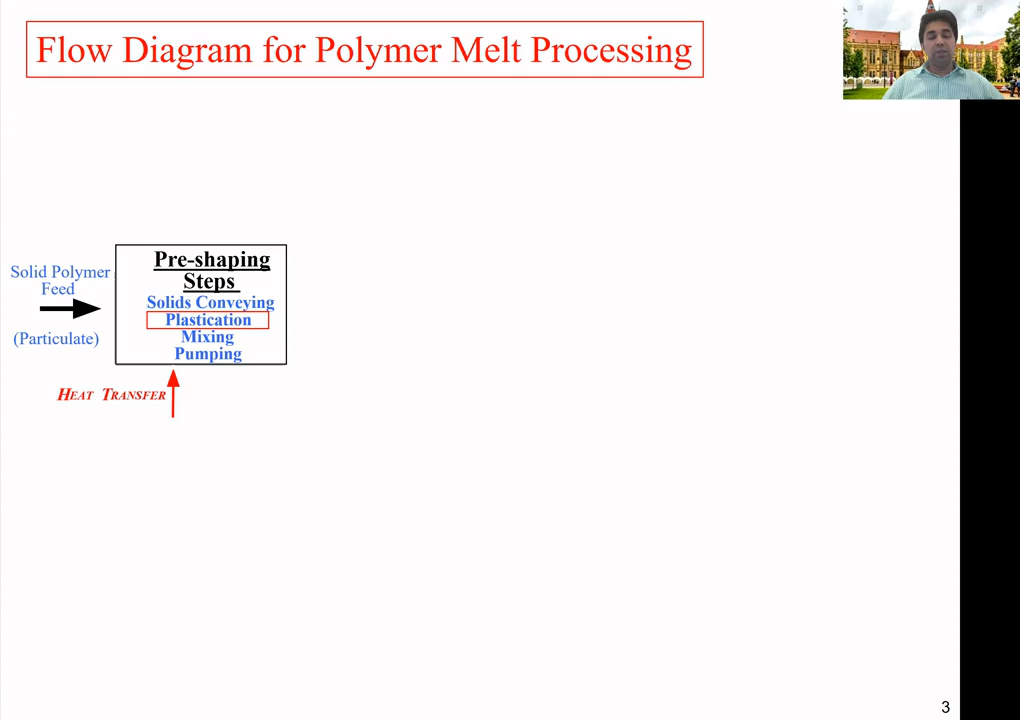 Flow Diagram for Polymer Melt Processing
Solid Polymer
Feed
(Particulate)
Pre-shaping
Steps
Solids Conveying
Plastication
Mixing
Pumping
HEAT TRANSFER
3